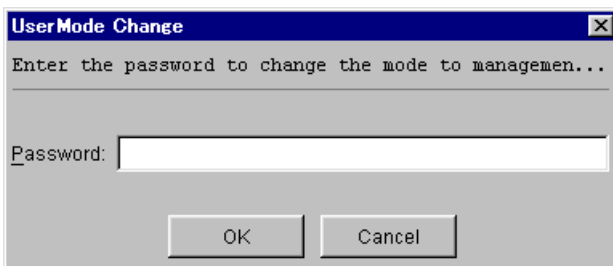 UserMode Change
Enter the password to change the mode to managemen...
Password:
OK Cancel